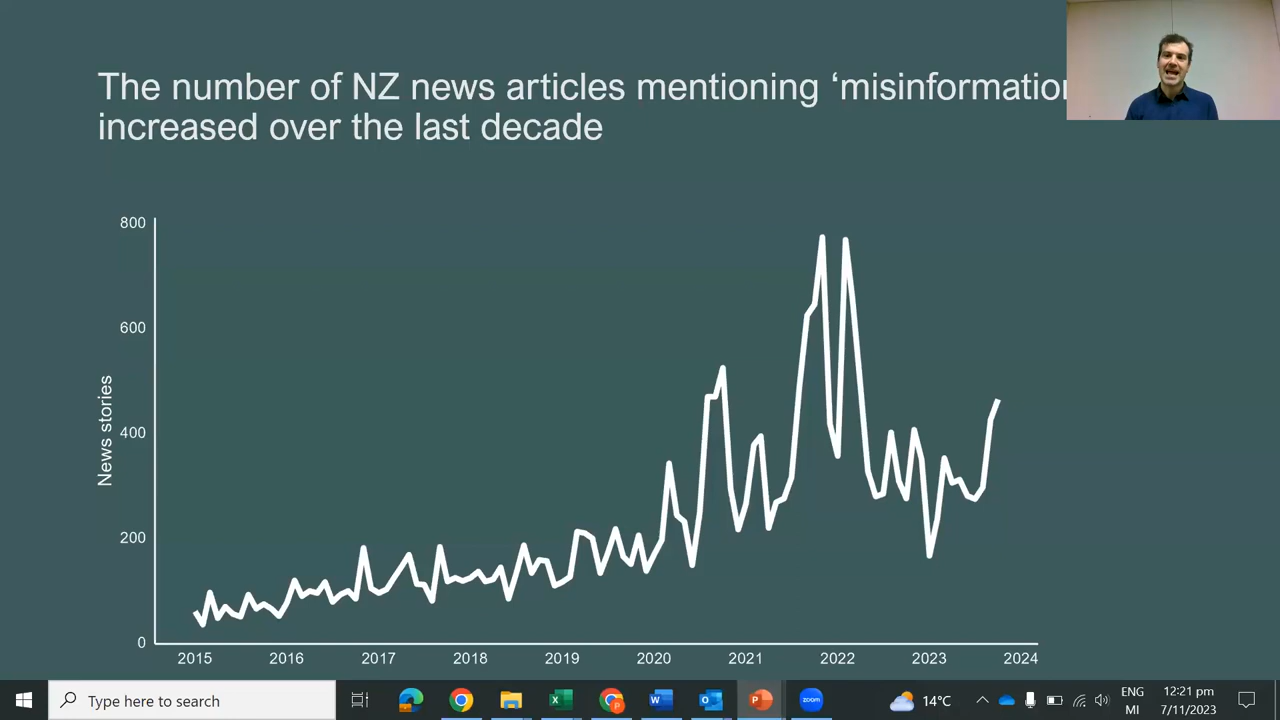 The number of NZ news articles mentioning ‘misinformation
increased over the last decade
800
600
400
200
0
News stories
2015 2016 2017 2018 2019 2020 2021 2022 2023 2024
Type here to search
14°C
ENG
MI
12:21 pm
7/11/2023